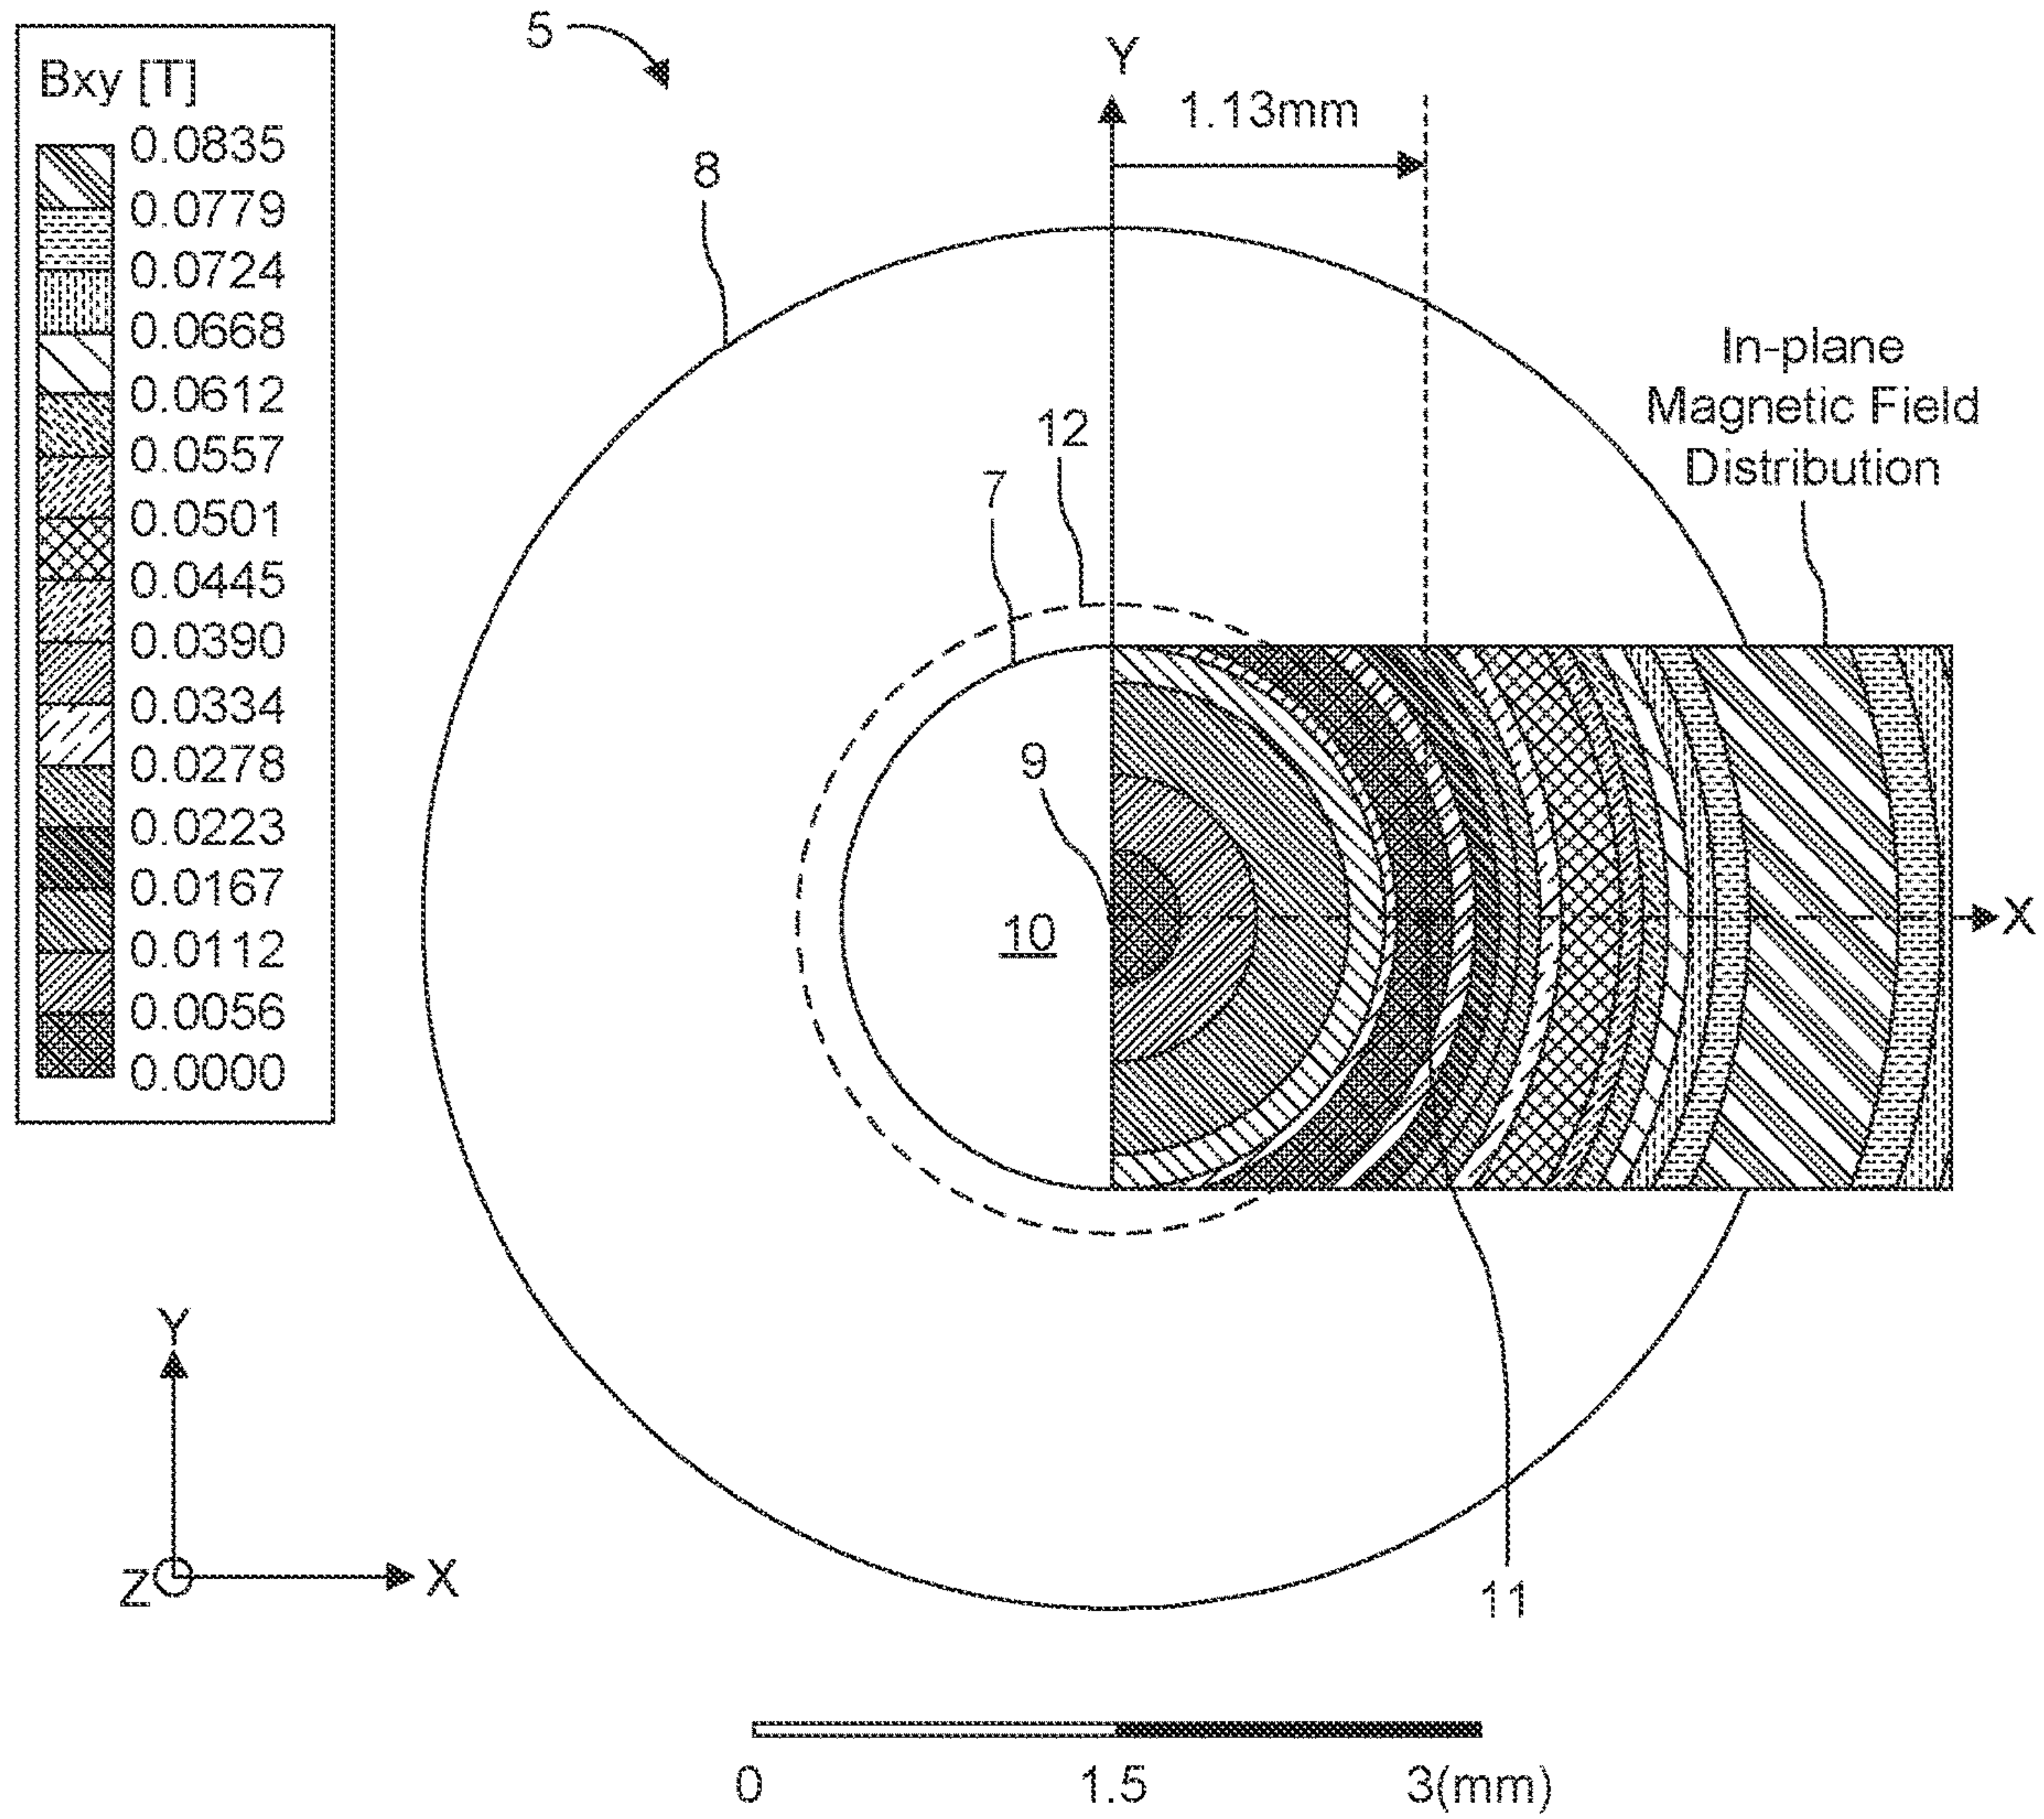 5
Y
Bxy [T]
1.13mm
0.0835
8
0.0779
0.0724
0.0668
In-plane
Magnetic Field
Distribution
0.0612
12
0.0557
7
0.0501
0.0445
0.0390
0.0334
0.0278
9
0.0223
0.0167
10
X
0.0112
0.0056
0.0000
Y
Z
X
11
0
1.5
3(mm)